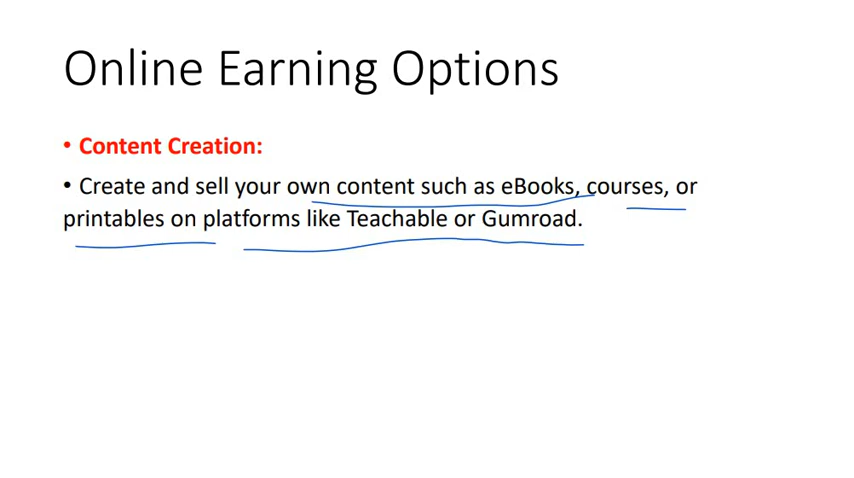 Online Earning Options
• Content Creation:
• Create and sell your own content such as eBooks, courses, or
printables on platforms like Teachable or Gumroad.